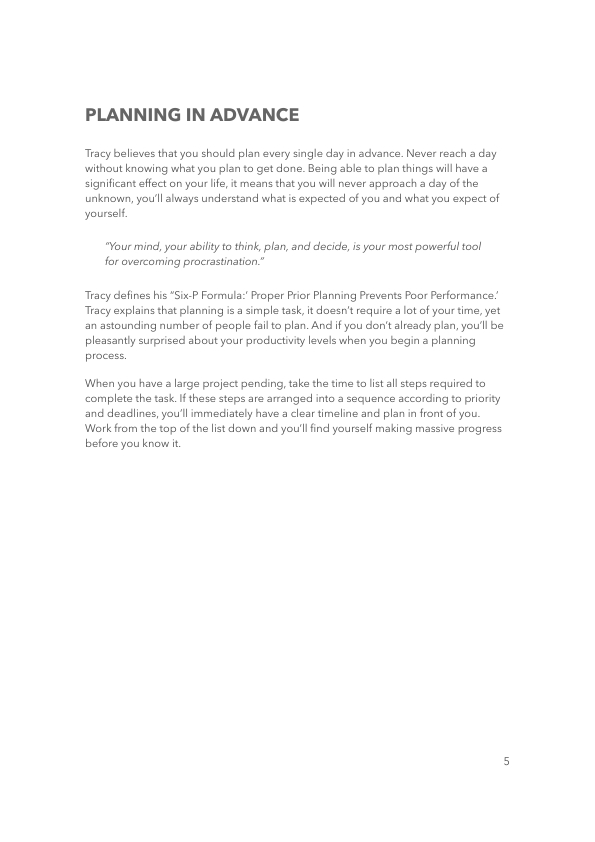 PLANNING IN ADVANCE
Tracy believes that you should plan every single day in advance. Never reach a day
without knowing what you plan to get done. Being able to plan things will have a
significant effect on your life, it means that you will never approach a day of the
unknown, you’ll always understand what is expected of you and what you expect of
yourself.
“Your mind, your ability to think, plan, and decide, is your most powerful tool
for overcoming procrastination.”
Tracy defines his “Six-P Formula:’ Proper Prior Planning Prevents Poor Performance.’
Tracy explains that planning is a simple task, it doesn’t require a lot of your time, yet
an astounding number of people fail to plan. And if you don’t already plan, you’ll be
pleasantly surprised about your productivity levels when you begin a planning
process.
When you have a large project pending, take the time to list all steps required to
complete the task. If these steps are arranged into a sequence according to priority
and deadlines, you’ll immediately have a clear timeline and plan in front of you.
Work from the top of the list down and you’ll find yourself making massive progress
before you know it.
5